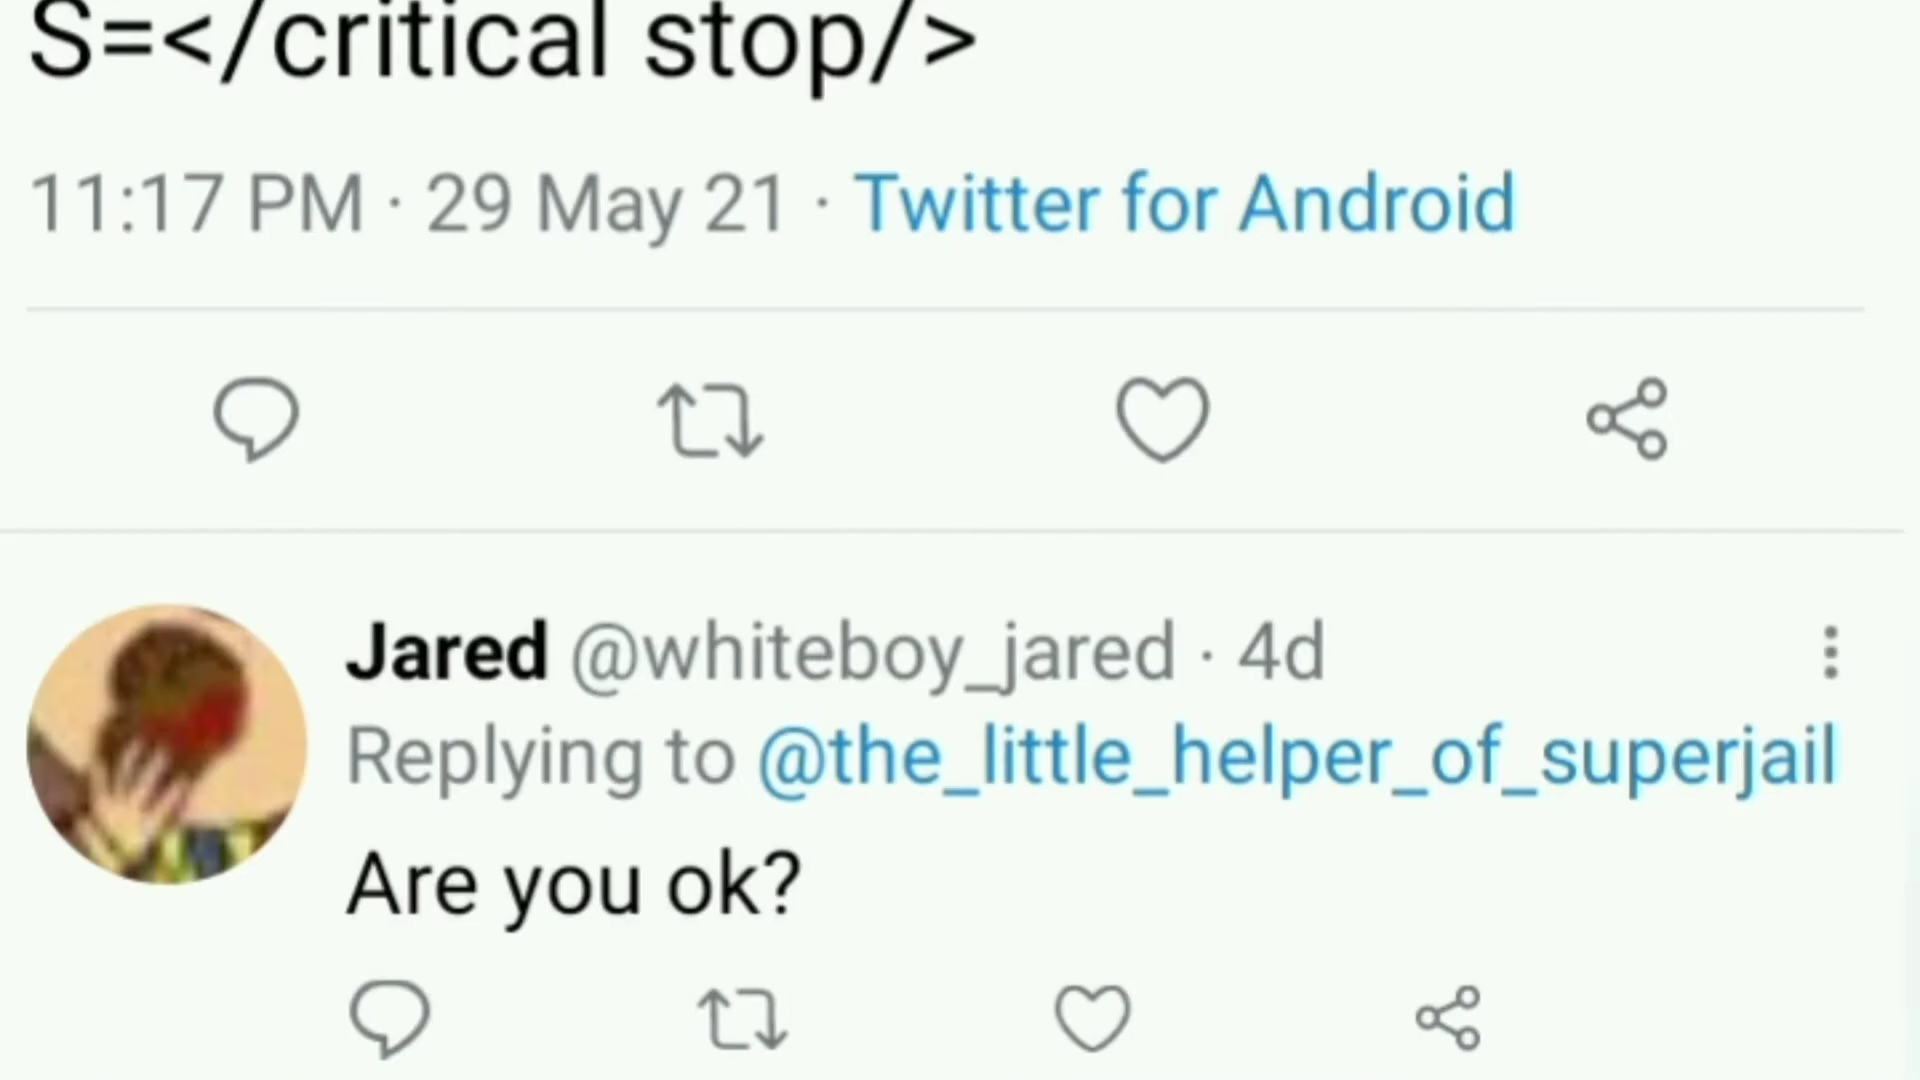 S=</critical stop/>
11:17 PM · 29 May 21 · Twitter for Android
Jared @whiteboy_jared · 4d
Replying to @the_little_helper_of_superjail
Are you ok?